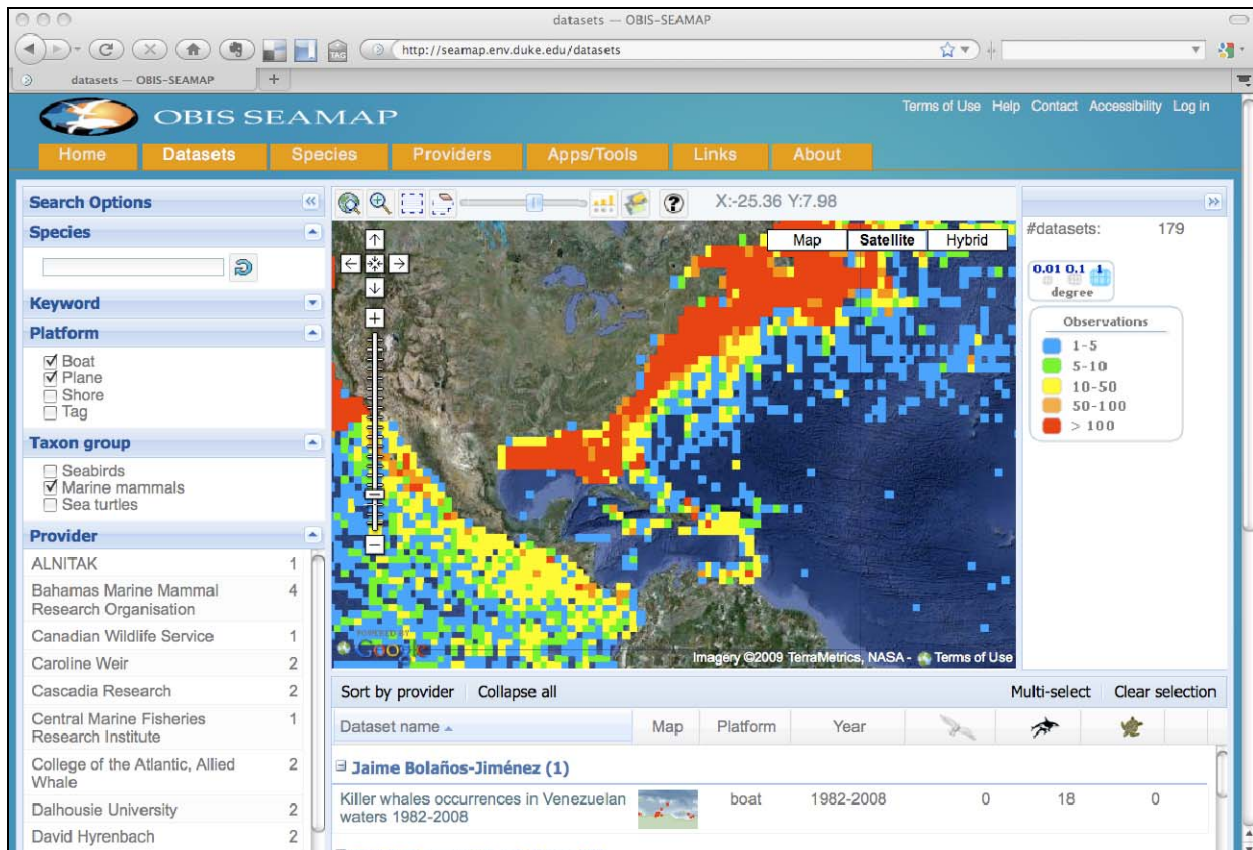 datasets — OBIS-SEAMAP
TAG
http://seamap.env.duke.edu/datasets
datasets — OBIS-SEAMAP
+
OBIS SEAMAP
Terms of Use Help Contact Accessibility Log in
Home Datasets Species Providers Apps/Tools Links About
Search Options
Species
Keyword
Platform
Boat
Plane
Shore
Tag
Taxon group
Seabirds
Marine mammals
Sea turtles
Provider
ALNITAK 1
Bahamas Marine Mammal
Research Organisation 4
Canadian Wildlife Service 1
Caroline Weir 2
Cascadia Research 2
Central Marine Fisheries
Research Institute 1
College of the Atlantic, Allied
Whale 2
Dalhousie University 2
David Hyrenbach 2
? X:-25.36 Y:7.98
Map Satellite Hybrid
POWERED BY
Google
Imagery ©2009 TerraMetrics, NASA - Terms of Use
#datasets: 179
0.01 0.1 1
degree
Observations
1-5
5-10
10-50
50-100
> 100
Sort by provider Collapse all Multi-select Clear selection
Dataset name Map Platform Year
Jaime Bolaños-Jiménez (1)
Killer whales occurrences in Venezuelan
waters 1982-2008 boat 1982-2008 0 18 0